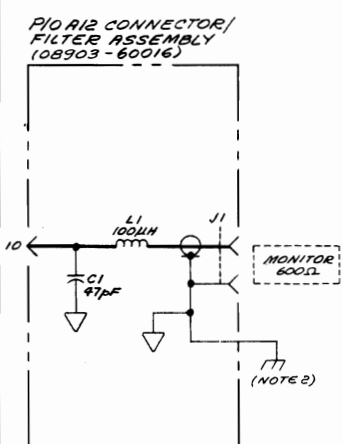 P/O A12 CONNECTOR/
FILTER ASSEMBLY
(08903-60016)
L1
100µH
J1
10
MONITOR
600Ω
C1
47pF
(NOTE 2)